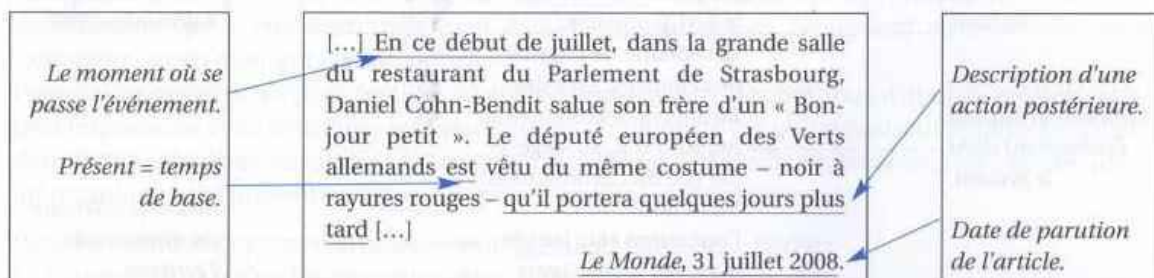 Le moment où se
passe l'événement.
Présent = temps
de base.
[...] En ce début de juillet, dans la grande salle
du restaurant du Parlement de Strasbourg,
Daniel Cohn-Bendit salue son frère d'un « Bon-
jour petit ». Le député européen des Verts
allemands est vêtu du même costume – noir à
rayures rouges – qu'il portera quelques jours plus
tard [...]
Le Monde, 31 juillet 2008.
Description d'une
action postérieure.
Date de parution
de l'article.